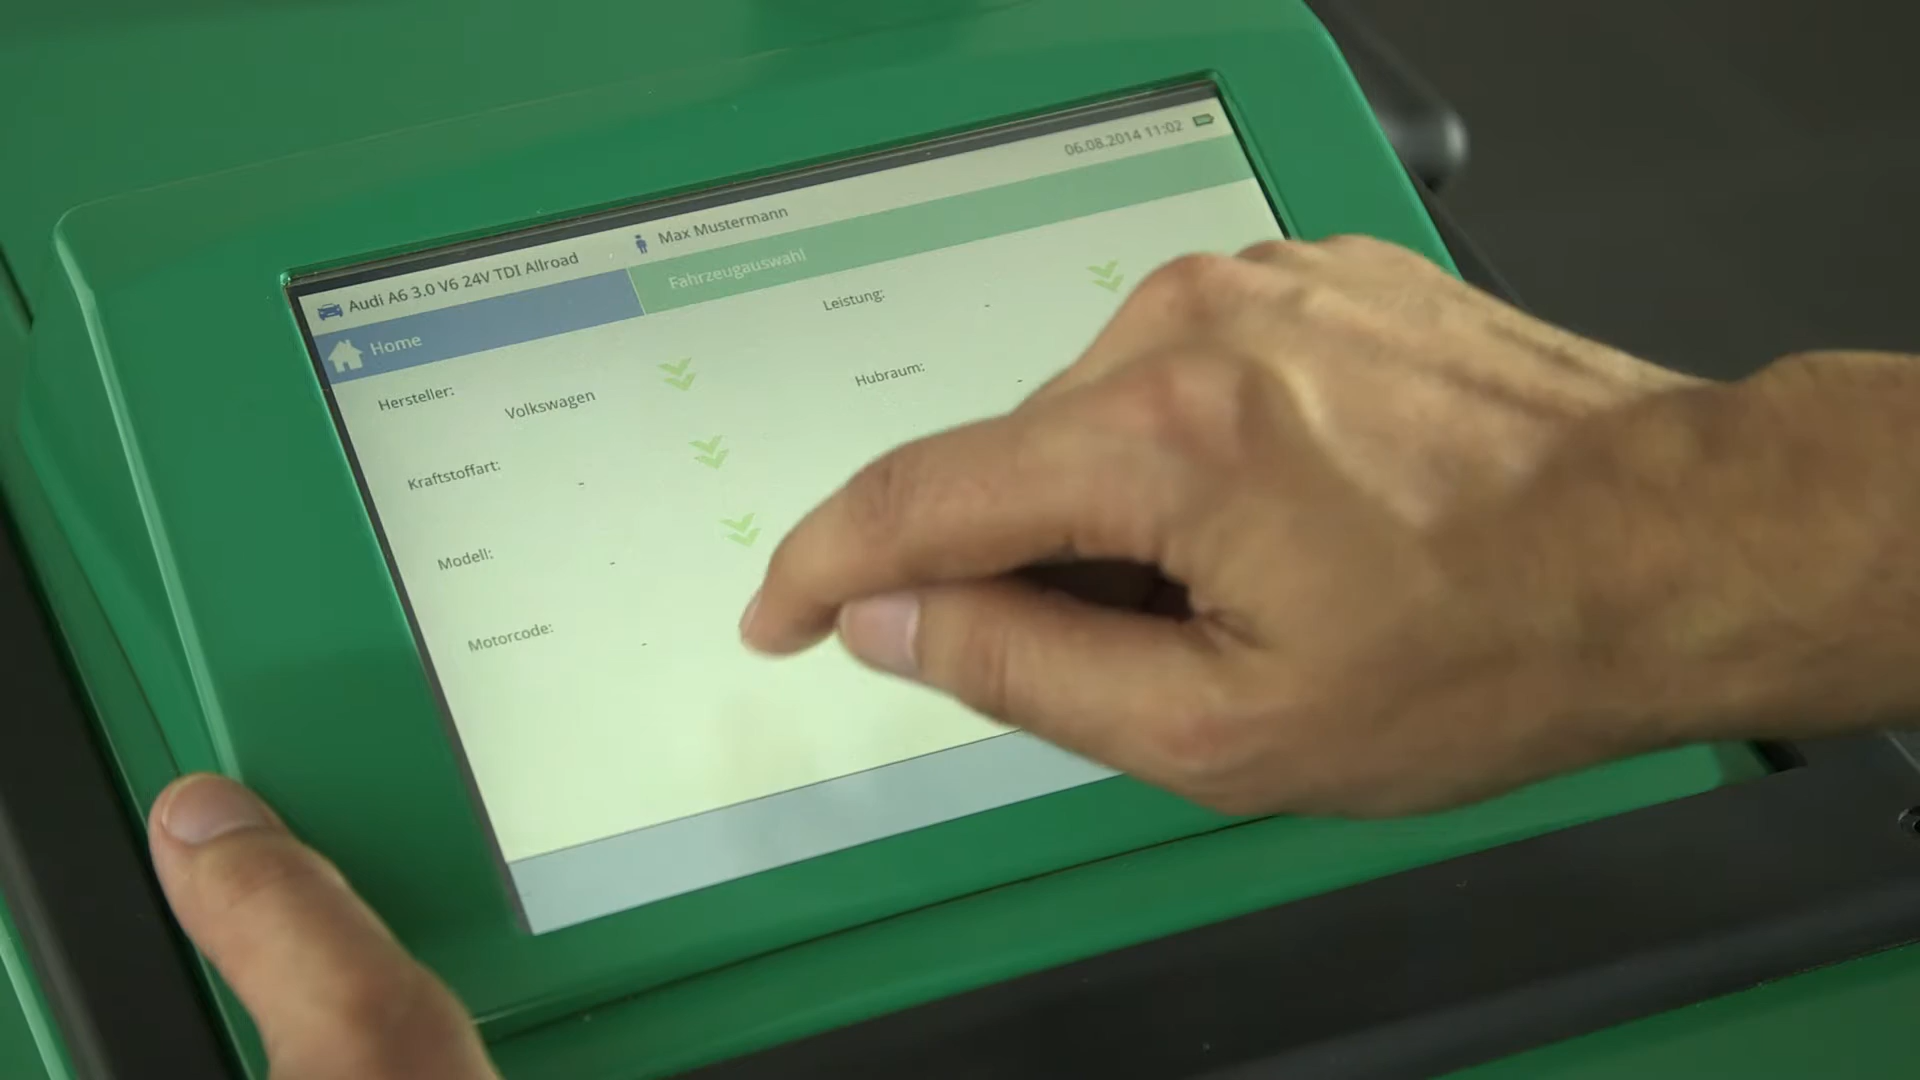 Audi A6 3.0 V6 24V TDI Allroad
Max Mustermann
06.08.2014 11:02
Home
Fahrzeugauswahl
Hersteller:
Volkswagen
Leistung:
-
Kraftstoffart:
-
Hubraum:
-
Modell:
-
Motorcode:
-